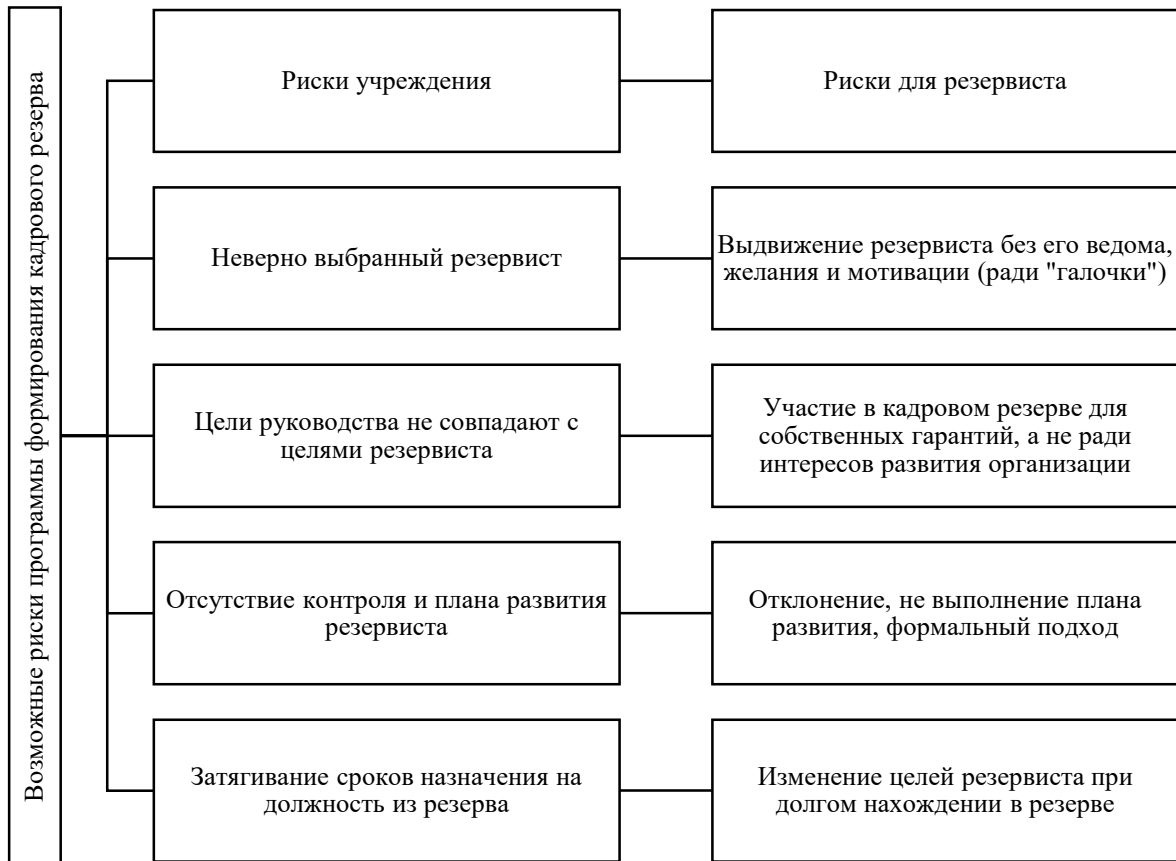 Возможные риски программы формирования кадрового резерва
Риски учреждения
Риски для резервиста
Неверно выбранный резервист
Выдвижение резервиста без его ведома,
желания и мотивации (ради "галочки")
Цели руководства не совпадают с
целями резервиста
Участие в кадровом резерве для
собственных гарантий, а не ради
интересов развития организации
Отсутствие контроля и плана развития
резервиста
Отклонение, не выполнение плана
развития, формальный подход
Затягивание сроков назначения на
должность из резерва
Изменение целей резервиста при
долгом нахождении в резерве